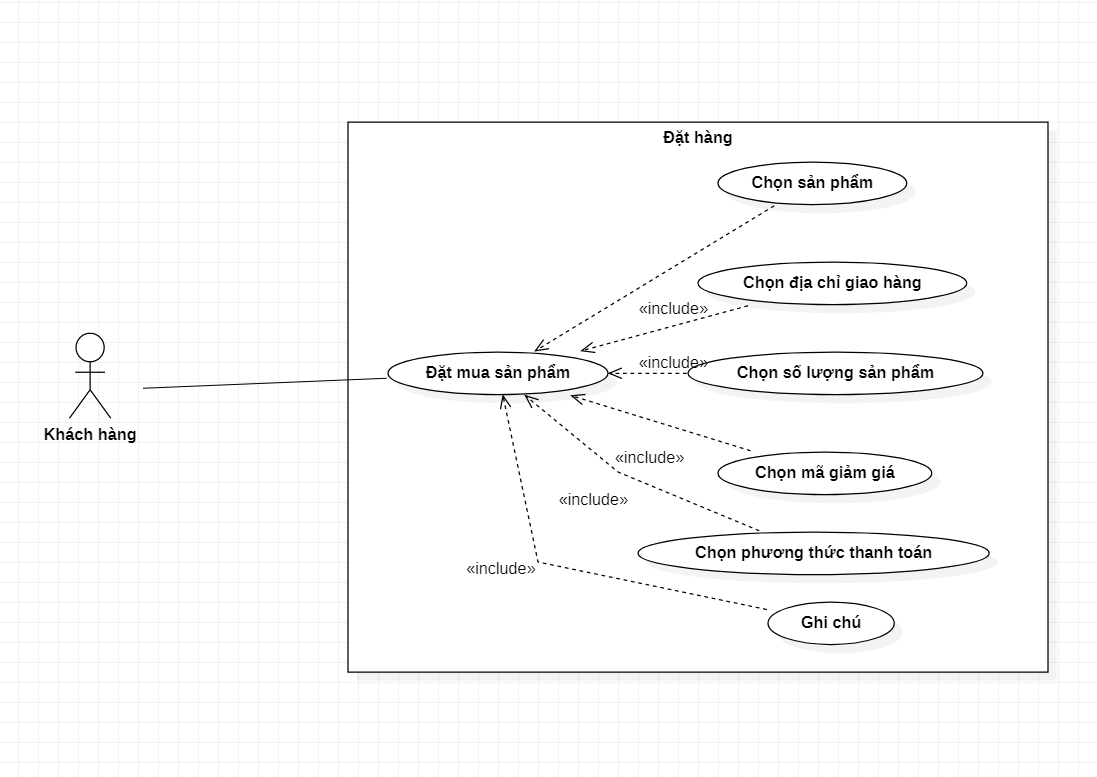 Đặt hàng
Chọn sản phẩm
Chọn địa chỉ giao hàng
«include»
«include»
Đặt mua sản phẩm
Chọn số lượng sản phẩm
Khách hàng
«include»
Chọn mã giảm giá
«include»
Chọn phương thức thanh toán
«include»
Ghi chú